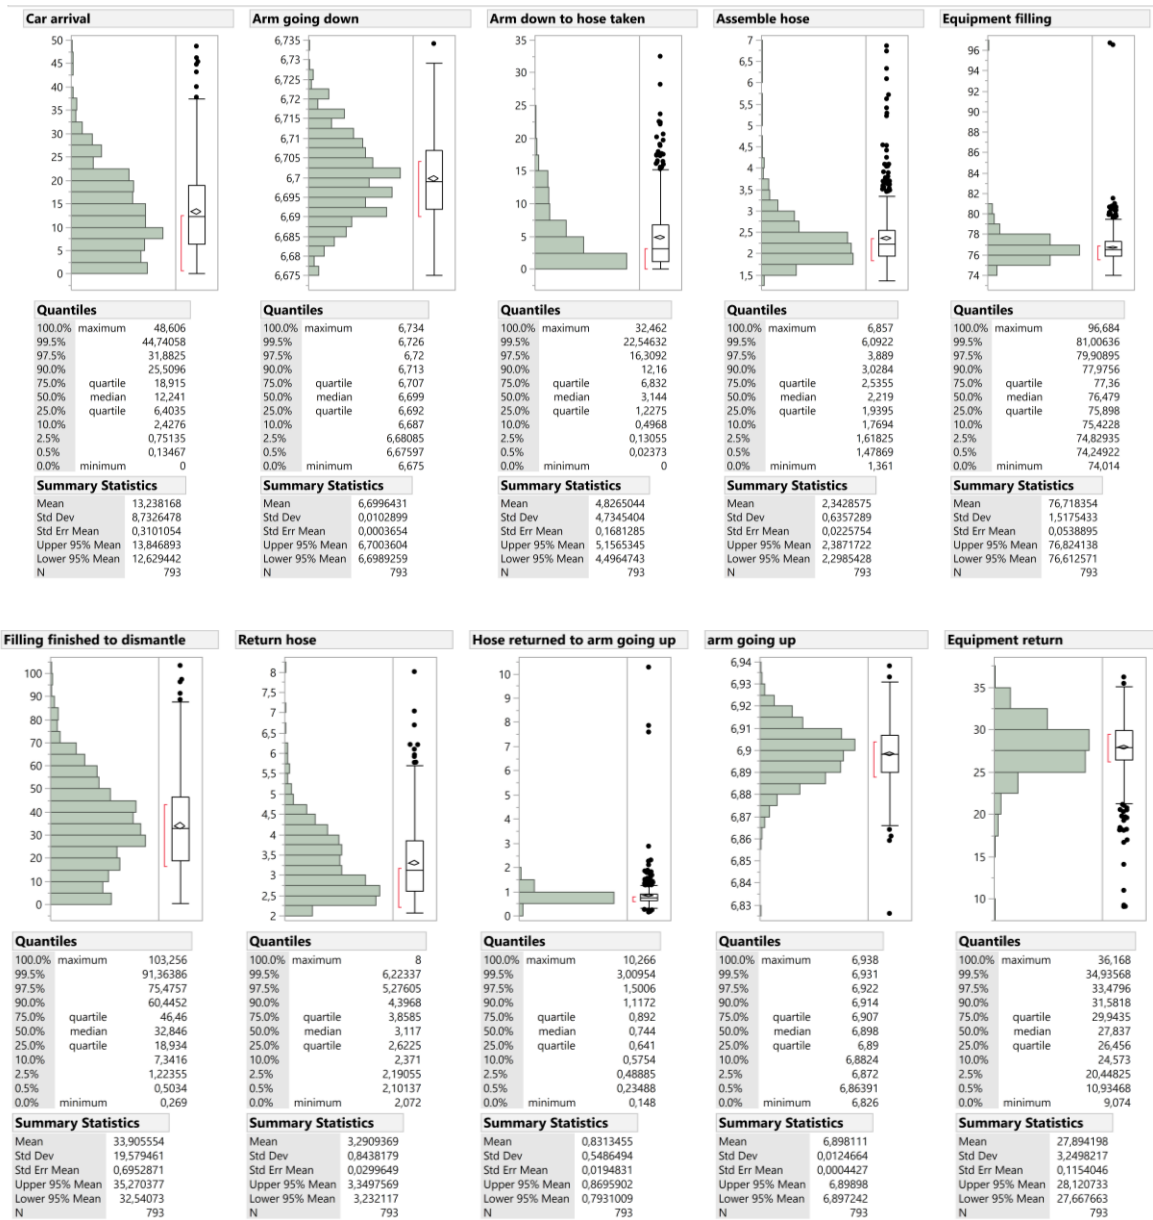 Car arrival
50
45
40
35
30
25
20
15
10
5
0
Quantiles
100.0% maximum 48,606
99.5% 44,74058
97.5% 31,8825
90.0% 25,5096
75.0% quartile 18,915
50.0% median 12,241
25.0% quartile 6,4035
10.0% 2,4276
2.5% 0,75135
0.5% 0,13467
0.0% minimum 0
Summary Statistics
Mean 13,238168
Std Dev 8,7326478
Std Err Mean 0,3101054
Upper 95% Mean 13,846893
Lower 95% Mean 12,629442
N 793
Arm going down
6,735
6,73
6,725
6,72
6,715
6,71
6,705
6,7
6,695
6,69
6,685
6,68
6,675
Quantiles
100.0% maximum 6,734
99.5% 6,726
97.5% 6,72
90.0% 6,713
75.0% quartile 6,707
50.0% median 6,699
25.0% quartile 6,692
10.0% 6,687
2.5% 6,68085
0.5% 6,67597
0.0% minimum 6,675
Summary Statistics
Mean 6,6996431
Std Dev 0,0102899
Std Err Mean 0,0003654
Upper 95% Mean 6,7003604
Lower 95% Mean 6,6989259
N 793
Arm down to hose taken
35
30
25
20
15
10
5
0
Quantiles
100.0% maximum 32,462
99.5% 22,54632
97.5% 16,3092
90.0% 12,16
75.0% quartile 6,832
50.0% median 3,144
25.0% quartile 1,2275
10.0% 0,4968
2.5% 0,13055
0.5% 0,02373
0.0% minimum 0
Summary Statistics
Mean 4,8265044
Std Dev 4,7345404
Std Err Mean 0,1681285
Upper 95% Mean 5,1565345
Lower 95% Mean 4,4964743
N 793
Assemble hose
7
6,5
6
5,5
5
4,5
4
3,5
3
2,5
2
1,5
Quantiles
100.0% maximum 6,857
99.5% 6,0922
97.5% 3,889
90.0% 3,0284
75.0% quartile 2,5355
50.0% median 2,219
25.0% quartile 1,9395
10.0% 1,7694
2.5% 1,61825
0.5% 1,47869
0.0% minimum 1,361
Summary Statistics
Mean 2,3428575
Std Dev 0,6357289
Std Err Mean 0,0225754
Upper 95% Mean 2,3871722
Lower 95% Mean 2,2985428
N 793
Equipment filling
96
94
92
90
88
86
84
82
80
78
76
74
Quantiles
100.0% maximum 96,684
99.5% 81,00636
97.5% 79,90895
90.0% 77,9756
75.0% quartile 77,36
50.0% median 76,479
25.0% quartile 75,898
10.0% 75,4228
2.5% 74,82935
0.5% 74,24922
0.0% minimum 74,014
Summary Statistics
Mean 76,718354
Std Dev 1,5175433
Std Err Mean 0,0538895
Upper 95% Mean 76,824138
Lower 95% Mean 76,612571
N 793
Filling finished to dismantle
100
90
80
70
60
50
40
30
20
10
0
Quantiles
100.0% maximum 103,256
99.5% 91,36386
97.5% 75,4757
90.0% 60,4452
75.0% quartile 46,46
50.0% median 32,846
25.0% quartile 18,934
10.0% 7,3416
2.5% 1,22355
0.5% 0,5034
0.0% minimum 0,269
Summary Statistics
Mean 33,905554
Std Dev 19,579461
Std Err Mean 0,6952871
Upper 95% Mean 35,270377
Lower 95% Mean 32,54073
N 793
Return hose
8
7,5
7
6,5
6
5,5
5
4,5
4
3,5
3
2,5
2
Quantiles
100.0% maximum 8
99.5% 6,22337
97.5% 5,27605
90.0% 4,3968
75.0% quartile 3,8585
50.0% median 3,117
25.0% quartile 2,6225
10.0% 2,371
2.5% 2,19055
0.5% 2,10137
0.0% minimum 2,072
Summary Statistics
Mean 3,2909369
Std Dev 0,8438179
Std Err Mean 0,0299649
Upper 95% Mean 3,3497569
Lower 95% Mean 3,232117
N 793
Hose returned to arm going up
10
9
8
7
6
5
4
3
2
1
0
Quantiles
100.0% maximum 10,266
99.5% 3,00954
97.5% 1,5006
90.0% 1,1172
75.0% quartile 0,892
50.0% median 0,744
25.0% quartile 0,641
10.0% 0,5754
2.5% 0,48885
0.5% 0,23488
0.0% minimum 0,148
Summary Statistics
Mean 0,8313455
Std Dev 0,5486494
Std Err Mean 0,0194831
Upper 95% Mean 0,8695902
Lower 95% Mean 0,7931009
N 793
arm going up
6,94
6,93
6,92
6,91
6,9
6,89
6,88
6,87
6,86
6,85
6,84
6,83
Quantiles
100.0% maximum 6,938
99.5% 6,931
97.5% 6,922
90.0% 6,914
75.0% quartile 6,907
50.0% median 6,898
25.0% quartile 6,89
10.0% 6,8824
2.5% 6,872
0.5% 6,86391
0.0% minimum 6,826
Summary Statistics
Mean 6,898111
Std Dev 0,0124664
Std Err Mean 0,0004427
Upper 95% Mean 6,89898
Lower 95% Mean 6,897242
N 793
Equipment return
35
30
25
20
15
10
Quantiles
100.0% maximum 36,168
99.5% 34,93568
97.5% 33,4796
90.0% 31,5818
75.0% quartile 29,9435
50.0% median 27,837
25.0% quartile 26,456
10.0% 24,573
2.5% 20,44825
0.5% 10,93468
0.0% minimum 9,074
Summary Statistics
Mean 27,894198
Std Dev 3,2498217
Std Err Mean 0,1154046
Upper 95% Mean 28,120733
Lower 95% Mean 27,667663
N 793